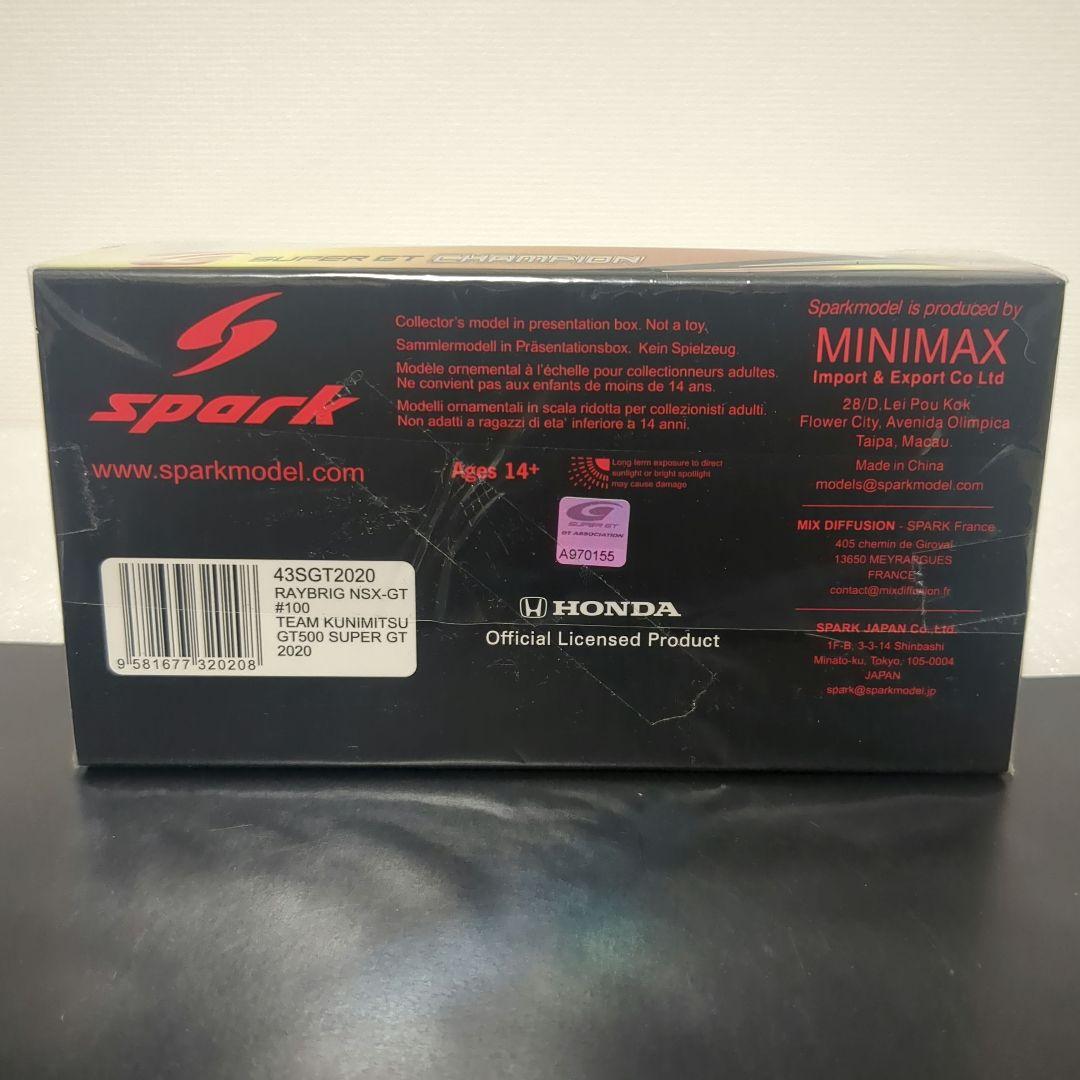 SUPER GT CHAMPION
spark
www.sparkmodel.com
Collector's model in presentation box. Not a toy.
Sammlermodell in Präsentationsbox. Kein Spielzeug.
Modèle ornemental à l'échelle pour collectionneurs adultes.
Ne convient pas aux enfants de moins de 14 ans.
Modelli ornamentali in scala ridotta per collezionisti adulti.
Non adatti a ragazzi di eta' inferiore à 14 anni.
Ages 14+
Long term exposure to direct
sunlight or bright spotlight
may cause damage
SUPER GT
GT ASSOCIATION
A970155
43SGT2020
RAYBRIG NSX-GT
#100
TEAM KUNIMITSU
GT500 SUPER GT
2020
9 581677 320208
HONDA
Official Licensed Product
Sparkmodel is produced by
MINIMAX
Import & Export Co Ltd
28/D, Lei Pou Kok
Flower City, Avenida Olimpica
Taipa, Macau.
Made in China
models@sparkmodel.com
MIX DIFFUSION - SPARK France
405 chemin de Giroval
13650 MEYRARGUES
FRANCE
contact@mixdiffusion.fr
SPARK JAPAN Co., Ltd.
1F-B, 3-3-14 Shinbashi
Minato-ku, Tokyo, 105-0004
JAPAN
spark@sparkmodel.jp